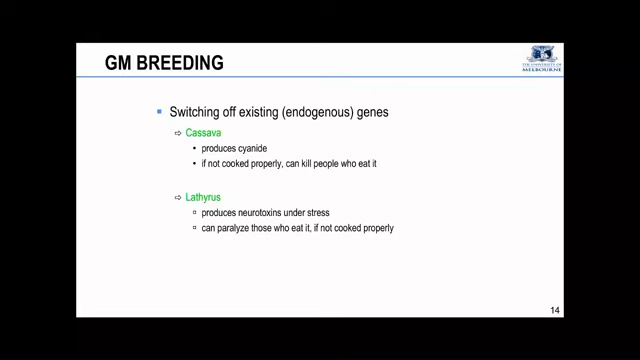 GM BREEDING
THE UNIVERSITY OF
MELBOURNE
Switching off existing (endogenous) genes
Cassava
produces cyanide
if not cooked properly, can kill people who eat it
Lathyrus
produces neurotoxins under stress
can paralyze those who eat it, if not cooked properly
14